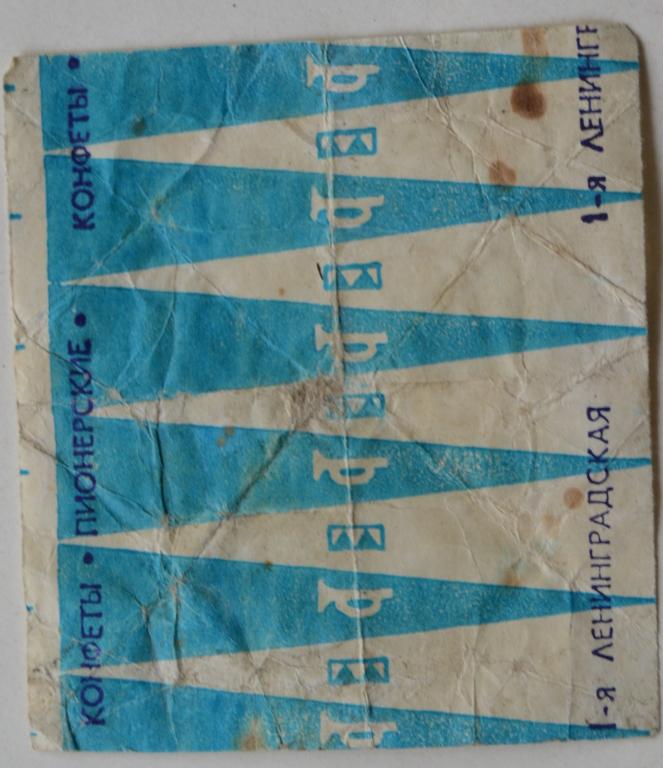 КОНФЕТЫ • ПИОНЕРСКИЕ • КОНФЕТЫ •
1-я ЛЕНИНГРАДСКАЯ 1-я ЛЕНИНГР